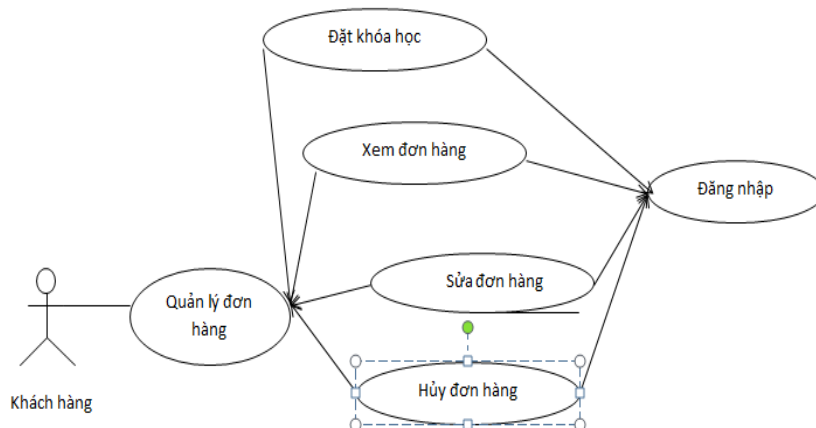 Đặt khóa học
Xem đơn hàng
Đăng nhập
Sửa đơn hàng
Quản lý đơn
hàng
Hủy đơn hàng
Khách hàng